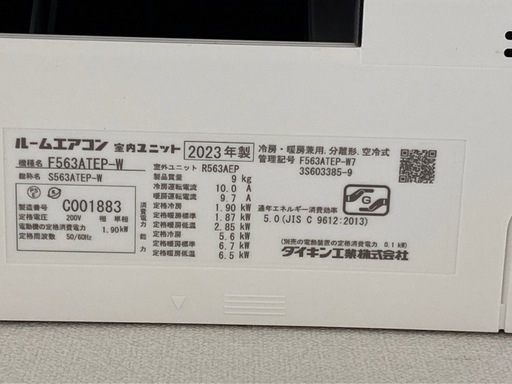 ルームエアコン 室内ユニット 2023年製
冷房・暖房兼用、分離形、空冷式
管理記号 F563ATEP-W7
3S603385-9
機種名 F563ATEP-W
総称名 S563ATEP-W
製造番号 C001883
定格電圧 200V 相 単相
電動機の定格消費電力 1.90kW
定格周波数 50/60Hz
室外ユニット R563AEP
製品質量 9 kg
冷房運転電流 10.0 A
暖房運転電流 9.7 A
消費電力
定格冷房 1.90 kW
定格暖房標準 1.87 kW
定格暖房低温 2.85 kW
能力
定格冷房 5.6 kW
定格暖房標準 6.7 kW
定格暖房低温 6.5 kW
通年エネルギー消費効率
5.0(JIS C 9612:2013)
(別売の電動装置の定格消費電力 0.1 kW)
ダイキン工業株式会社